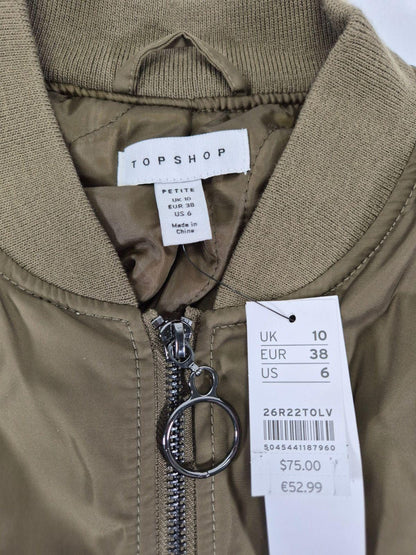 TOPSHOP
PETITE
UK 10
EUR 38
US 6
Made in
China
UK 10
EUR 38
US 6
26R22TOLV
5045441187960
$75.00
€52.99